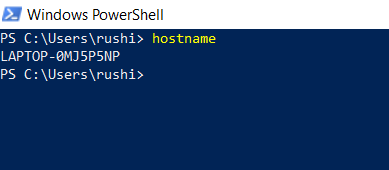 Windows PowerShell
PS C:\Users\rushi> hostname
LAPTOP-0MJ5P5NP
PS C:\Users\rushi>